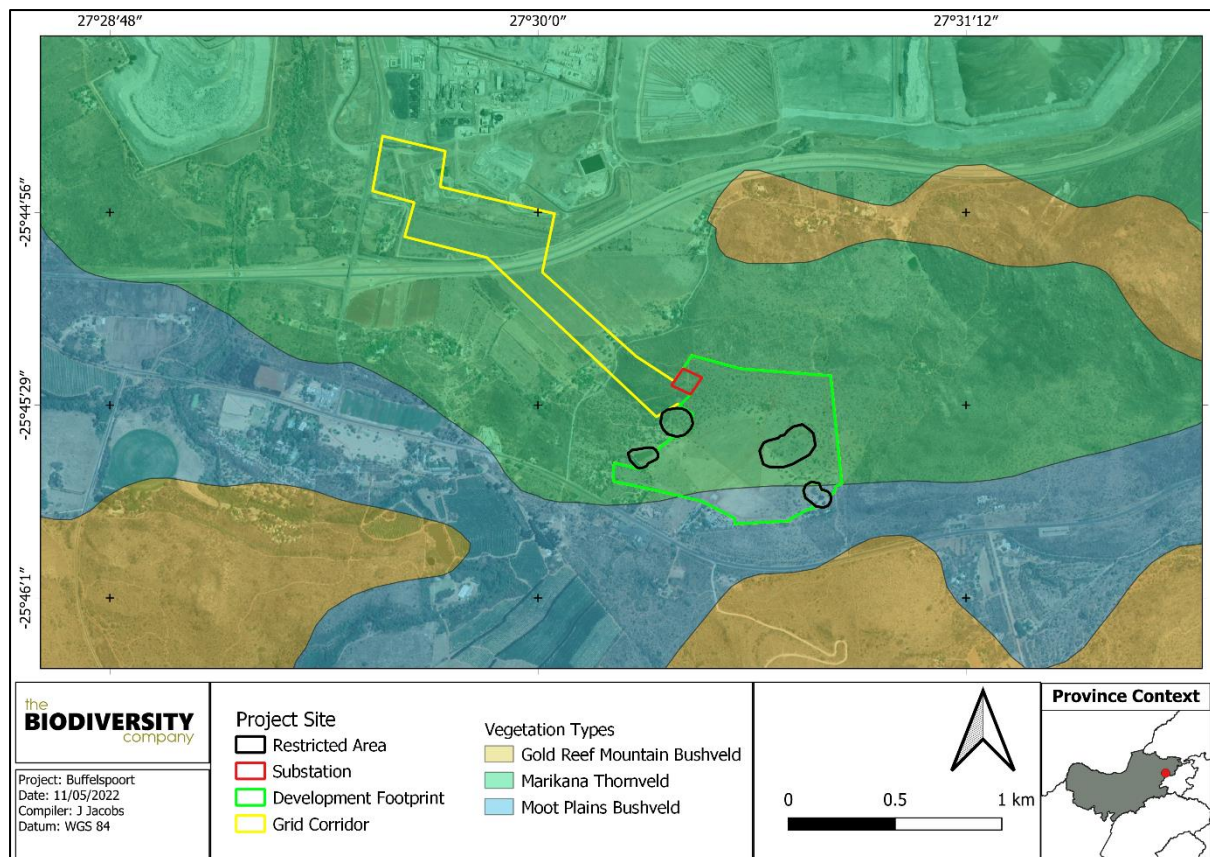 27°28′48″
27°30′0″
27°31′12″
-25°44′56″
-25°45′29″
-25°46′1″
the
BIODIVERSITY
company
Project: Buffelspoort
Date: 11/05/2022
Compiler: J Jacobs
Datum: WGS 84
Project Site
Restricted Area
Substation
Development Footprint
Grid Corridor
Vegetation Types
Gold Reef Mountain Bushveld
Marikana Thornveld
Moot Plains Bushveld
0
0.5
1 km
Province Context